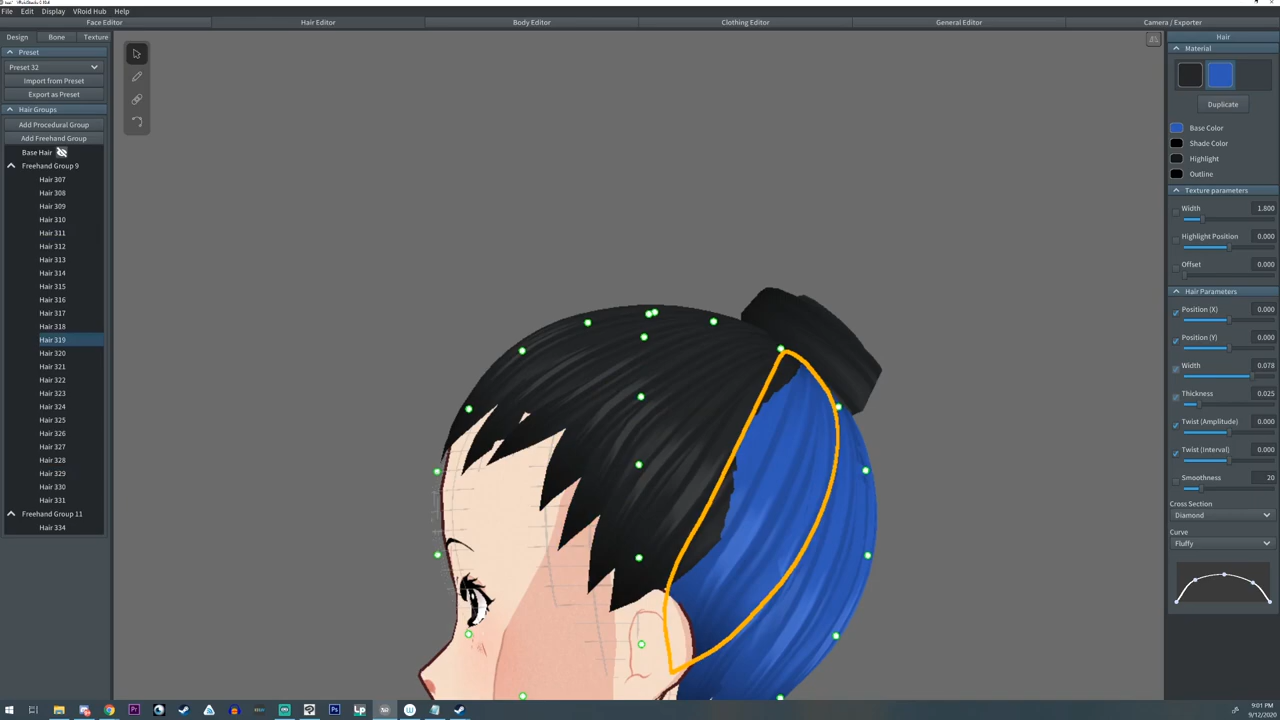 File Edit Display VRoid Hub Help
Face Editor Hair Editor Body Editor Clothing Editor General Editor Camera / Exporter
Design Bone Texture
Preset
Preset 32
Import from Preset
Export as Preset
Hair Groups
Add Procedural Group
Add Freehand Group
Base Hair
Freehand Group 9
Hair 307
Hair 308
Hair 309
Hair 310
Hair 311
Hair 312
Hair 313
Hair 314
Hair 315
Hair 316
Hair 317
Hair 318
Hair 319
Hair 320
Hair 321
Hair 322
Hair 323
Hair 324
Hair 325
Hair 326
Hair 327
Hair 328
Hair 329
Hair 330
Hair 331
Freehand Group 11
Hair 334
Hair
Material
Duplicate
Base Color
Shade Color
Highlight
Outline
Texture parameters
Width 1.800
Highlight Position 0.000
Offset 0.000
Hair Parameters
Position (X) 0.000
Position (Y) 0.000
Width 0.078
Thickness 0.025
Twist (Amplitude) 0.000
Twist (Interval) 0.000
Smoothness 20
Cross Section
Diamond
Curve
Fluffy
Pr Ps
9:01 PM
9/12/2020